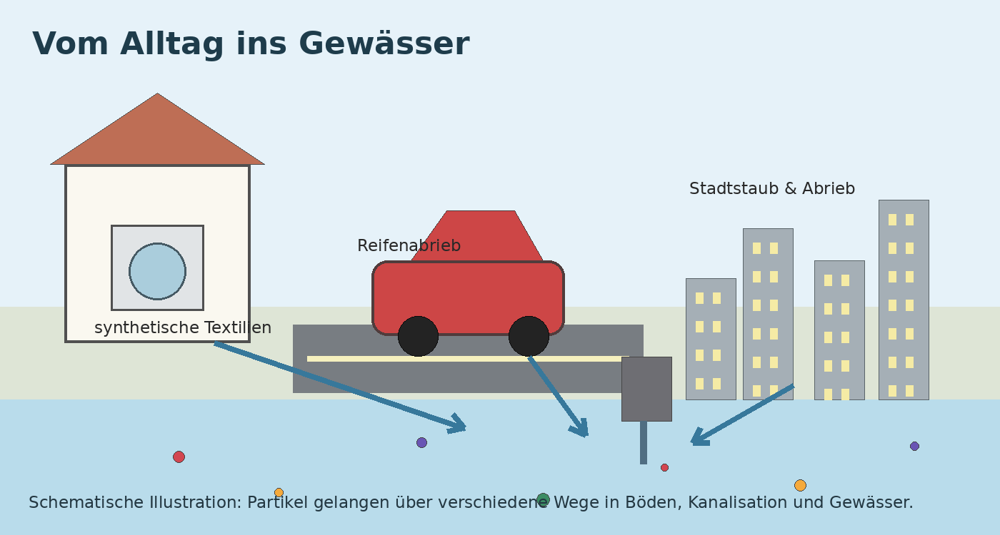 Vom Alltag ins Gewässer
Stadtstaub & Abrieb
Reifenabrieb
synthetische Textilien
Schematische Illustration: Partikel gelangen über verschiedene Wege in Böden, Kanalisation und Gewässer.